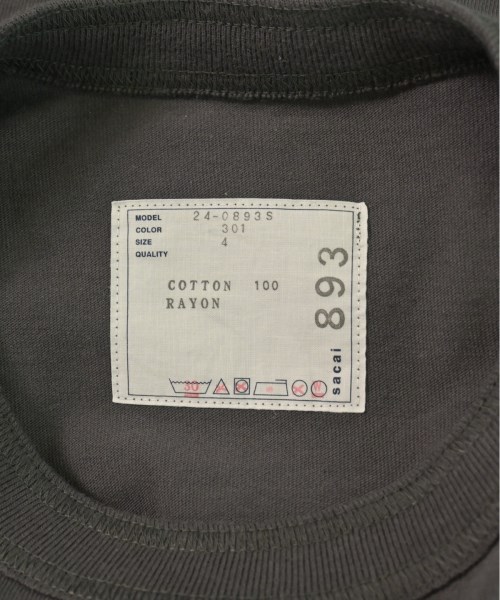 MODEL 24-0893S
COLOR 301
SIZE 4
QUALITY
COTTON 100
RAYON
893
sacai
30